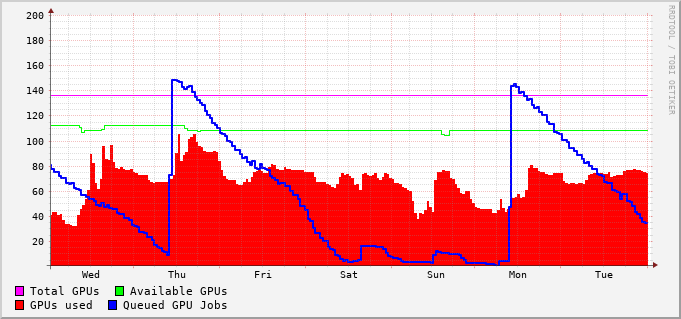 200
180
160
140
120
100
80
60
40
20
Wed Thu Fri Sat Sun Mon Tue
Total GPUs Available GPUs
GPUs used Queued GPU Jobs
RRDTOOL / TOBI OETIKER